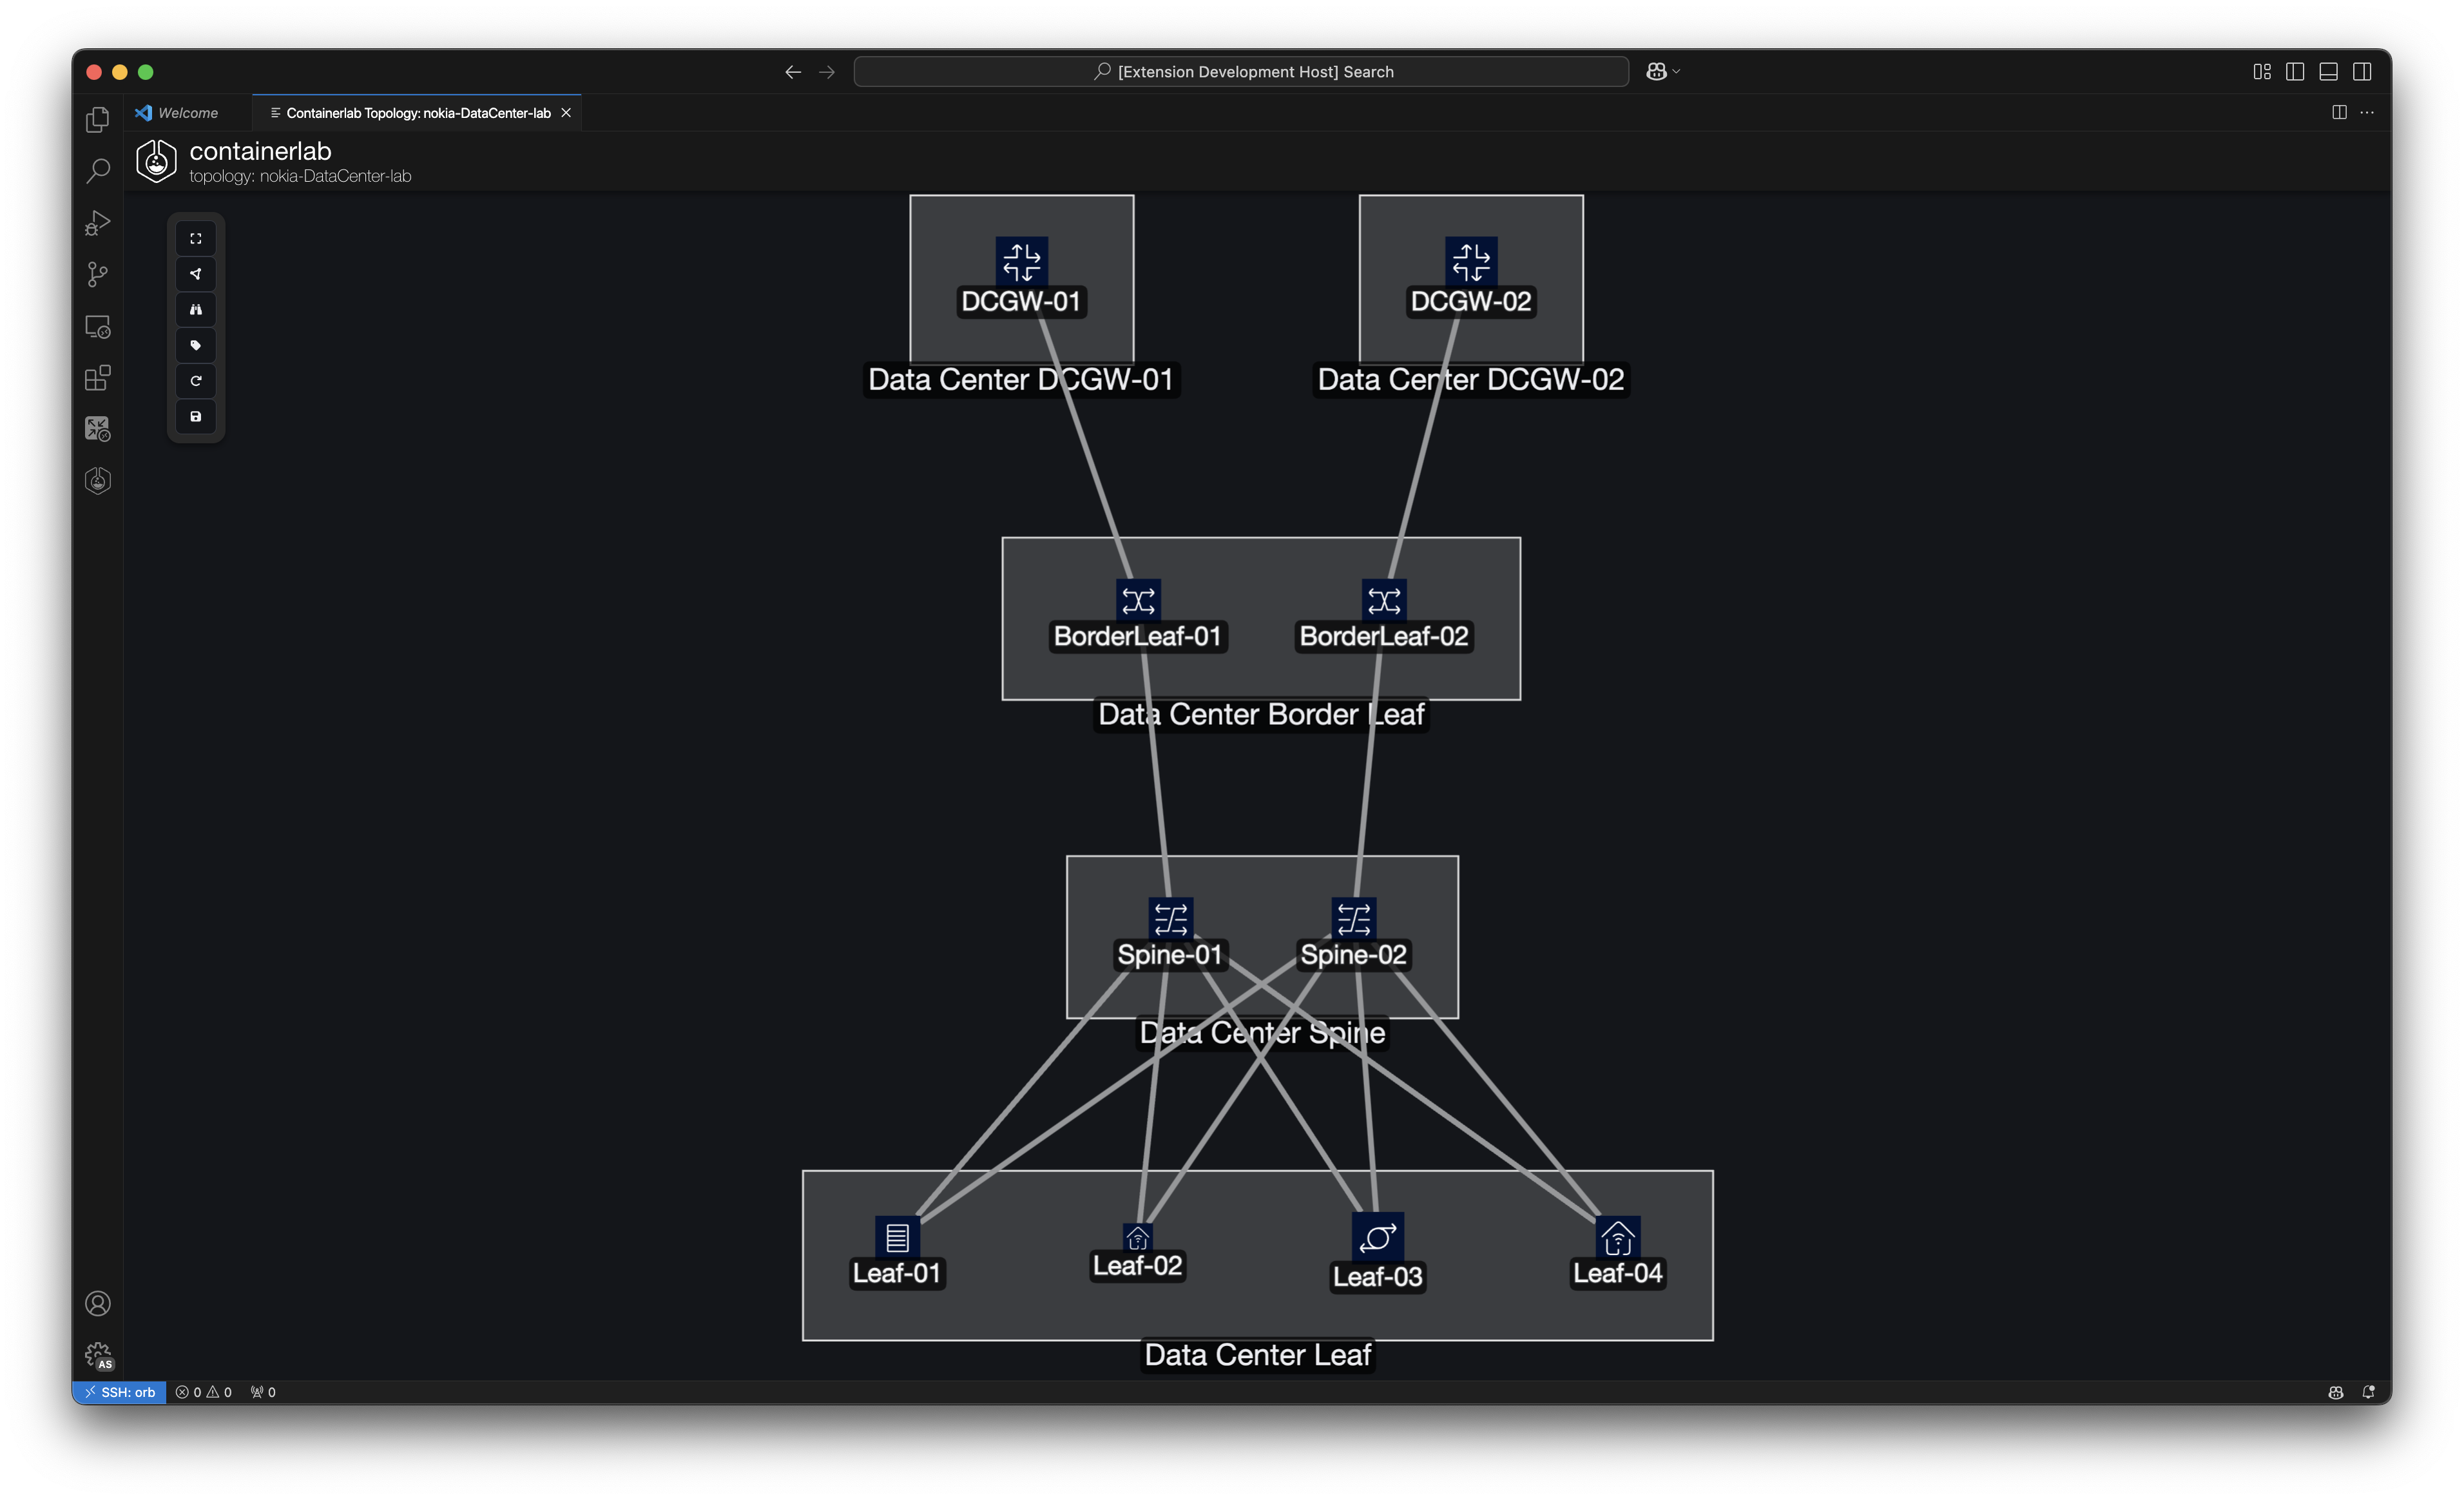 [Extension Development Host] Search
Welcome
Containerlab Topology: nokia-DataCenter-lab
containerlab
topology: nokia-DataCenter-lab
DCGW-01
DCGW-02
Data Center DCGW-01
Data Center DCGW-02
BorderLeaf-01
BorderLeaf-02
Data Center Border Leaf
Spine-01
Spine-02
Data Center Spine
Leaf-01
Leaf-02
Leaf-03
Leaf-04
Data Center Leaf
AS
SSH: orb
0
0
0